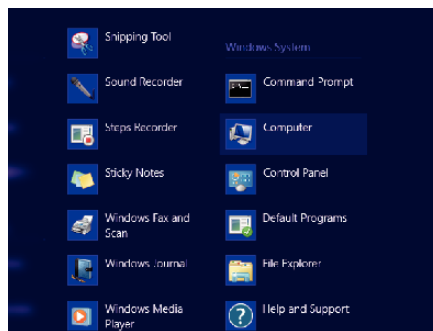 Snipping Tool
Sound Recorder
Steps Recorder
Sticky Notes
Windows Fax and
Scan
Windows Journal
Windows Media
Player
Windows System
Command Prompt
Computer
Control Panel
Default Programs
File Explorer
Help and Support